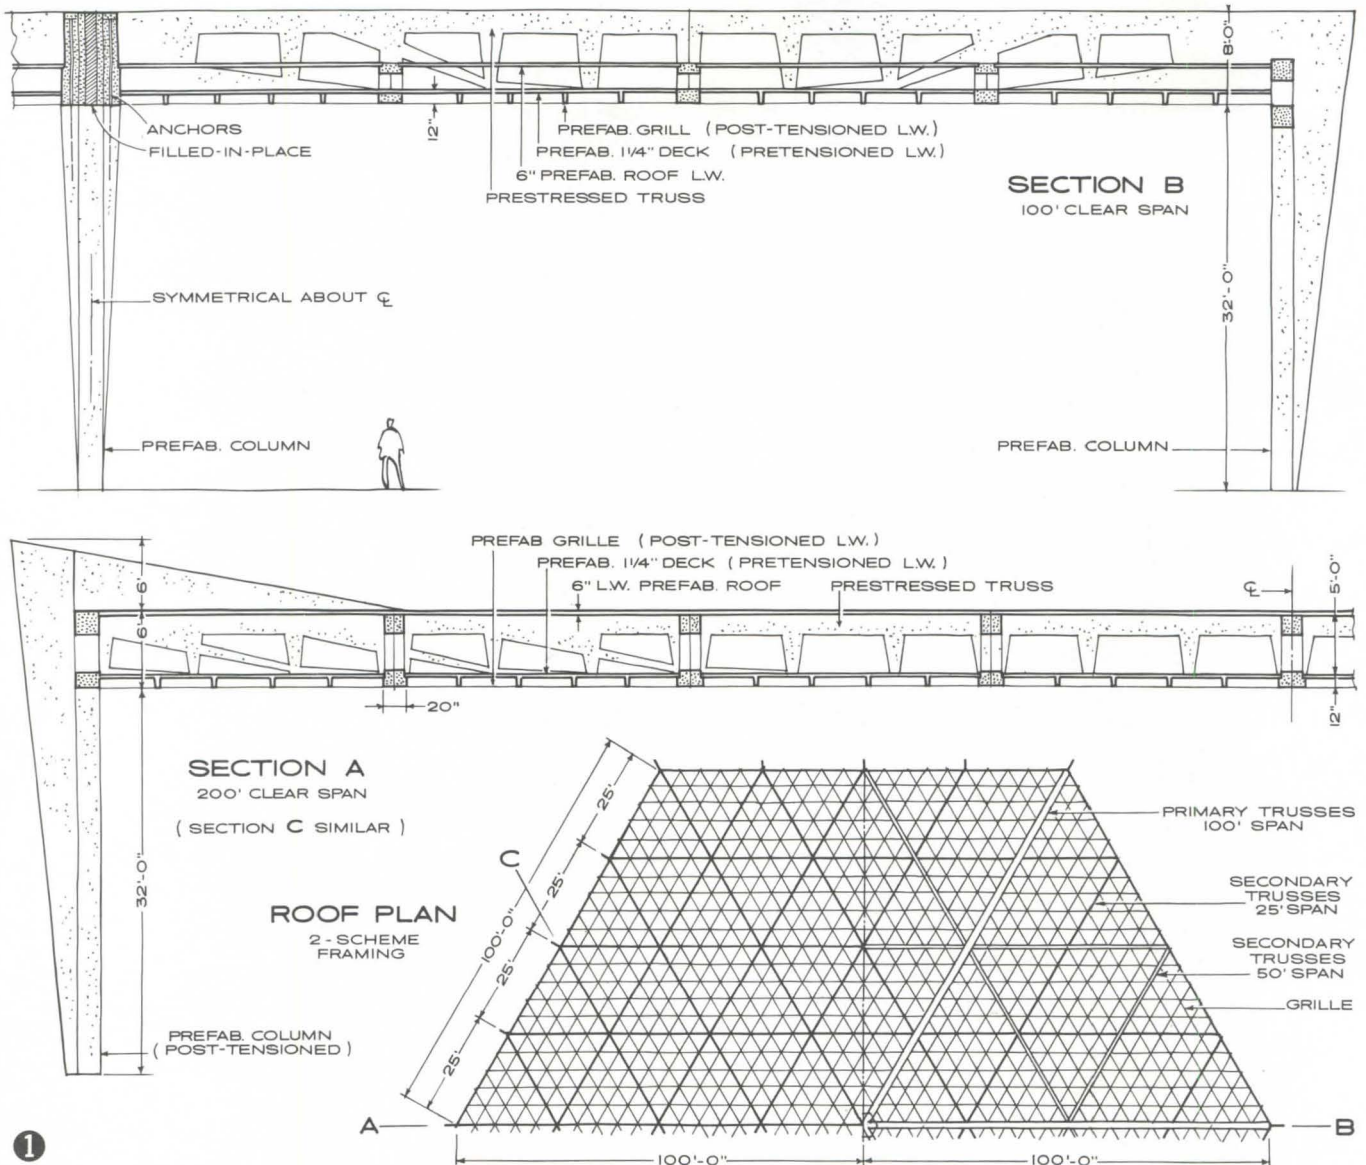 8'-0"
ANCHORS
FILLED-IN-PLACE
12"
PREFAB. GRILL (POST-TENSIONED L.W.)
PREFAB. 1 1/4" DECK (PRETENSIONED L.W.)
6" PREFAB. ROOF L.W.
PRESTRESSED TRUSS
SECTION B
100' CLEAR SPAN
SYMMETRICAL ABOUT ℄
32'-0"
PREFAB. COLUMN
PREFAB. COLUMN
PREFAB GRILLE (POST-TENSIONED L.W.)
PREFAB. 1 1/4" DECK (PRETENSIONED L.W.)
6" L.W. PREFAB. ROOF
PRESTRESSED TRUSS
℄
6'
6'
5'-0"
12"
20"
SECTION A
200' CLEAR SPAN
(SECTION C SIMILAR)
32'-0"
PREFAB. COLUMN
(POST-TENSIONED)
ROOF PLAN
2-SCHEME
FRAMING
C
100'-0"
25'
25'
25'
25'
PRIMARY TRUSSES
100' SPAN
SECONDARY
TRUSSES
25' SPAN
SECONDARY
TRUSSES
50' SPAN
GRILLE
A
B
100'-0"
100'-0"
1